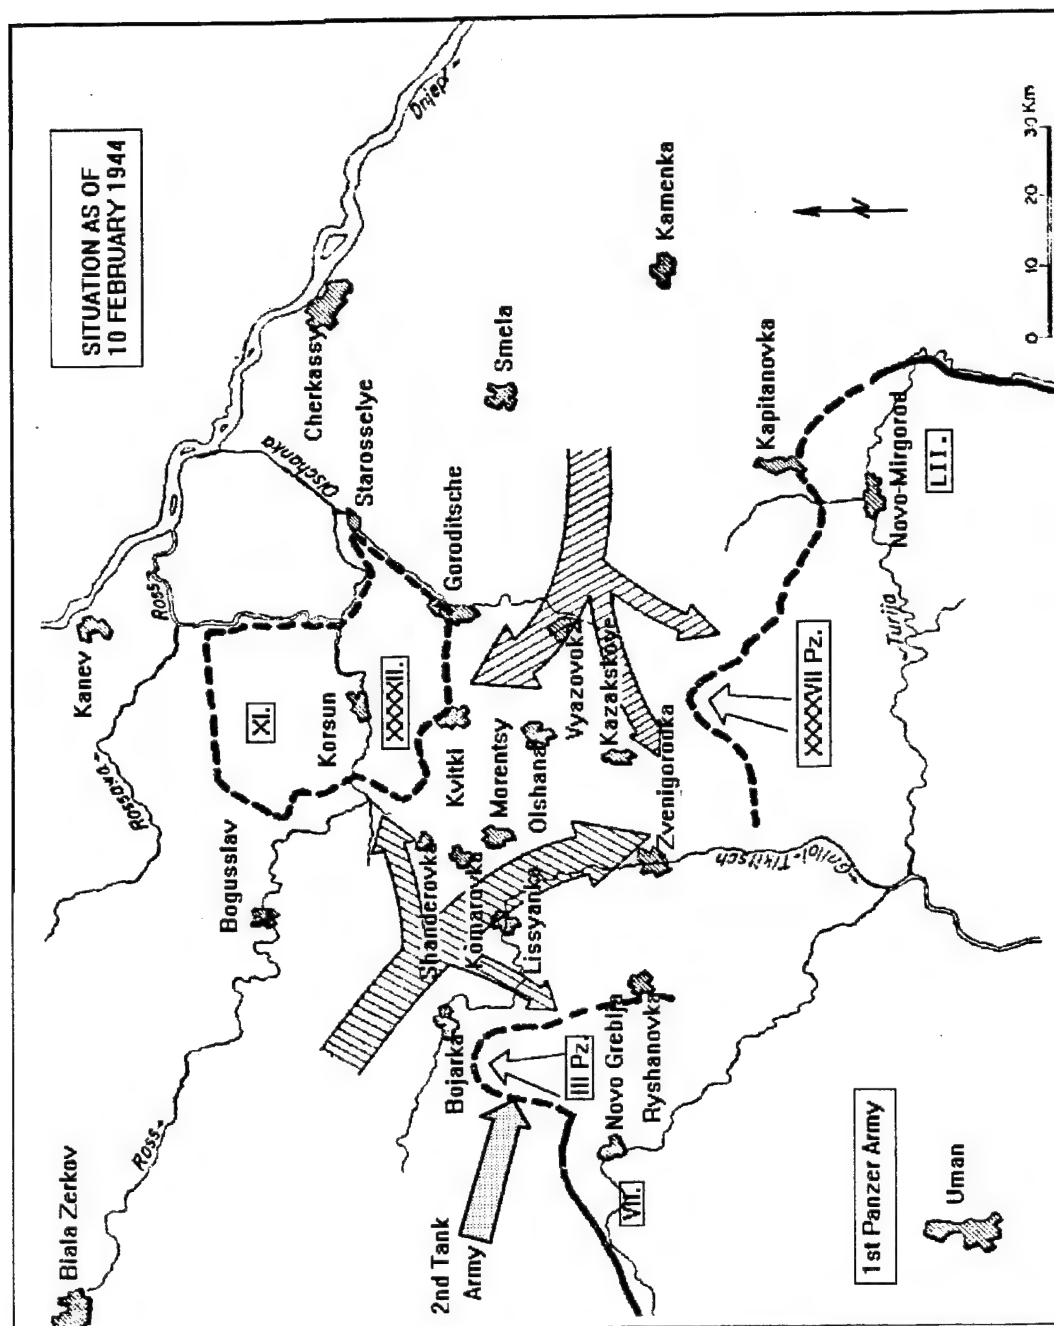 SITUATION AS OF
10 FEBRUARY 1944
Biala Zerkov
Ross
Rossawa
Kanev
Ross
Dnjepr
Bogusslav
XI.
Korsun
Dischanka
Cherkassy
Starosselye
XXXXII.
Goroditsche
Smela
Kvitki
Shanderovka
Komarovka
Morentsy
Olshana
Lissyanka
Vyazovok
Kazakskoye
Zvenigorodka
Kamenka
Kapitanovka
2nd Tank
Army
Bojarka
III Pz.
Novo Greblja
Ryshanovka
VII.
Gniloi-Tikitsch
XXXXVII Pz.
Turija
Novo-Mirgorod
LII.
1st Panzer Army
Uman
N
0
10
20
30 Km